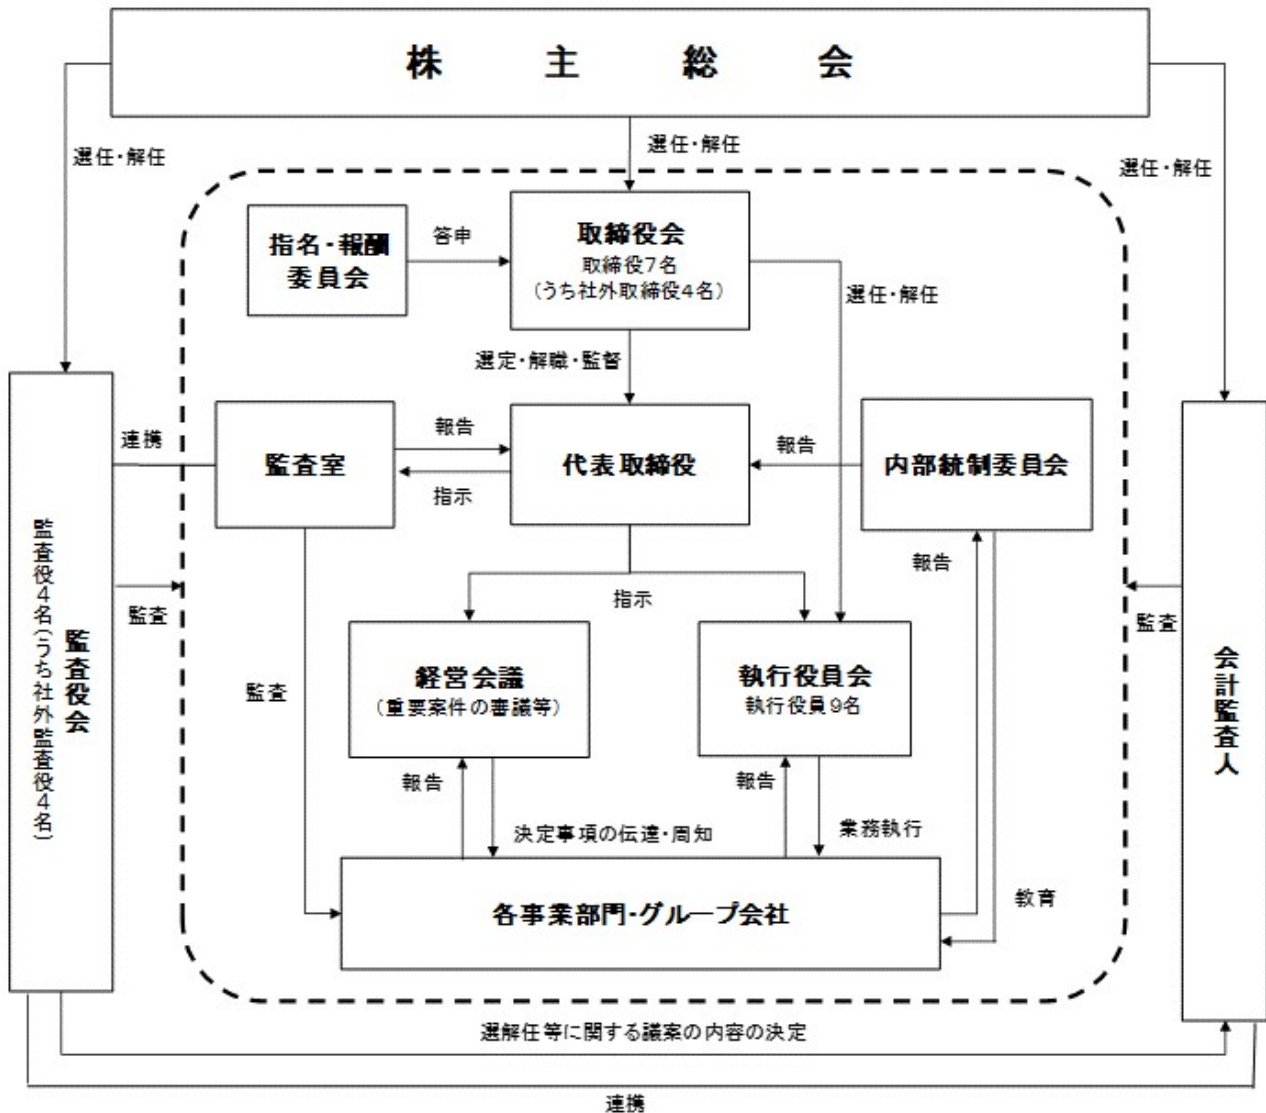 株主総会
選任・解任
選任・解任
選任・解任
指名・報酬
委員会
答申
取締役会
取締役7名
(うち社外取締役4名)
選任・解任
選定・解職・監督
連携
監査室
報告
指示
代表取締役
報告
内部統制委員会
監査役会
監査役4名(うち社外監査役4名)
監査
指示
報告
監査
会計監査人
監査
経営会議
(重要案件の審議等)
執行役員会
執行役員9名
報告
決定事項の伝達・周知
報告
業務執行
各事業部門・グループ会社
教育
選解任等に関する議案の内容の決定
連携